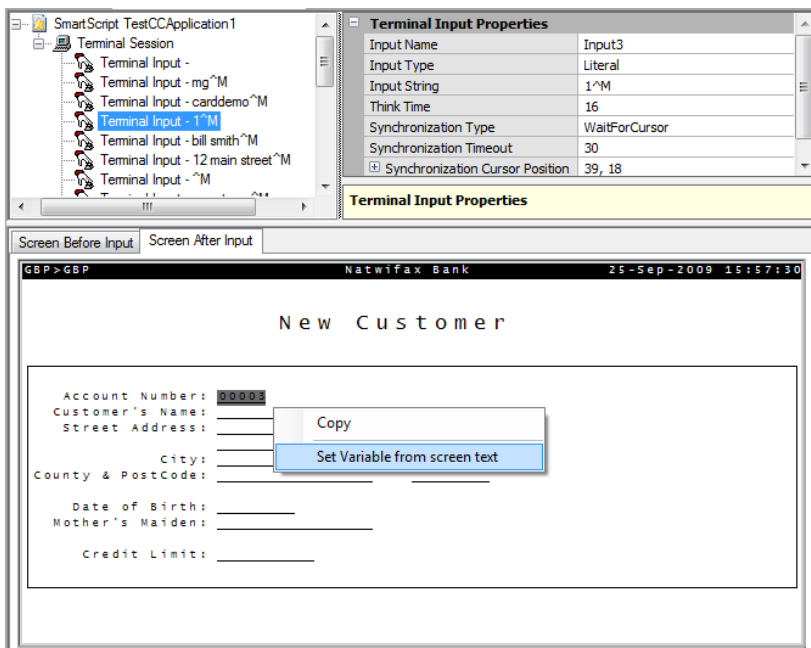 SmartScript TestCCApplication1
Terminal Session
Terminal Input -
Terminal Input - mg^M
Terminal Input - carddemo^M
Terminal Input - 1^M
Terminal Input - bill smith^M
Terminal Input - 12 main street^M
Terminal Input - ^M
Terminal Input Properties
Input Name Input3
Input Type Literal
Input String 1^M
Think Time 16
Synchronization Type WaitForCursor
Synchronization Timeout 30
Synchronization Cursor Position 39, 18
Terminal Input Properties
Screen Before Input Screen After Input
GBP>GBP Natwifax Bank 25-Sep-2009 15:57:30
New Customer
Account Number: 00003
Customer's Name:
Street Address:
City:
County & PostCode:
Date of Birth:
Mother's Maiden:
Credit Limit:
Copy
Set Variable from screen text